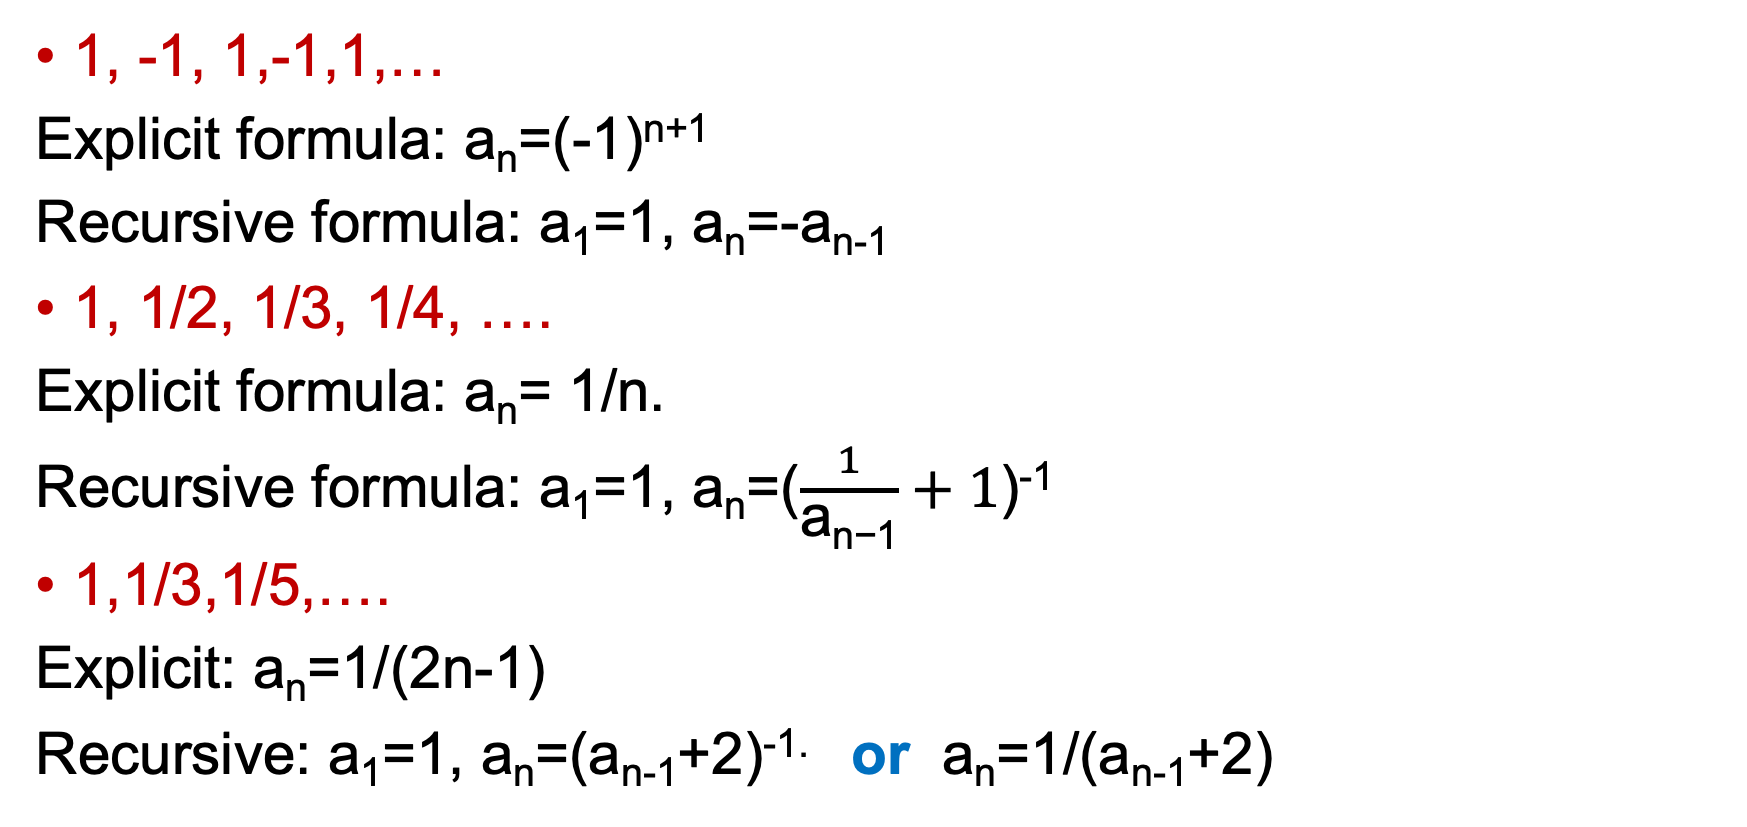 • 1, -1, 1,-1,1,…
Explicit formula: aₙ=(-1)ⁿ⁺¹
Recursive formula: a₁=1, aₙ=-aₙ₋₁
• 1, 1/2, 1/3, 1/4, ….
Explicit formula: aₙ= 1/n.
Recursive formula: a₁=1, aₙ=(1/aₙ₋₁ + 1)⁻¹
• 1,1/3,1/5,….
Explicit: aₙ=1/(2n-1)
Recursive: a₁=1, aₙ=(aₙ₋₁+2)⁻¹· or aₙ=1/(aₙ₋₁+2)